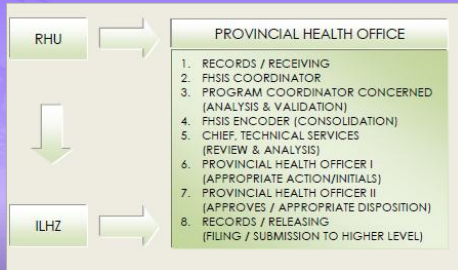 RHU
PROVINCIAL HEALTH OFFICE
1. RECORDS / RECEIVING
2. FHSIS COORDINATOR
3. PROGRAM COORDINATOR CONCERNED
(ANALYSIS & VALIDATION)
4. FHSIS ENCODER (CONSOLIDATION)
5. CHIEF, TECHNICAL SERVICES
(REVIEW & ANALYSIS)
6. PROVINCIAL HEALTH OFFICER I
(APPROPRIATE ACTION/INITIALS)
7. PROVINCIAL HEALTH OFFICER II
(APPROVES / APPROPRIATE DISPOSITION)
8. RECORDS / RELEASING
(FILING / SUBMISSION TO HIGHER LEVEL)
ILHZ